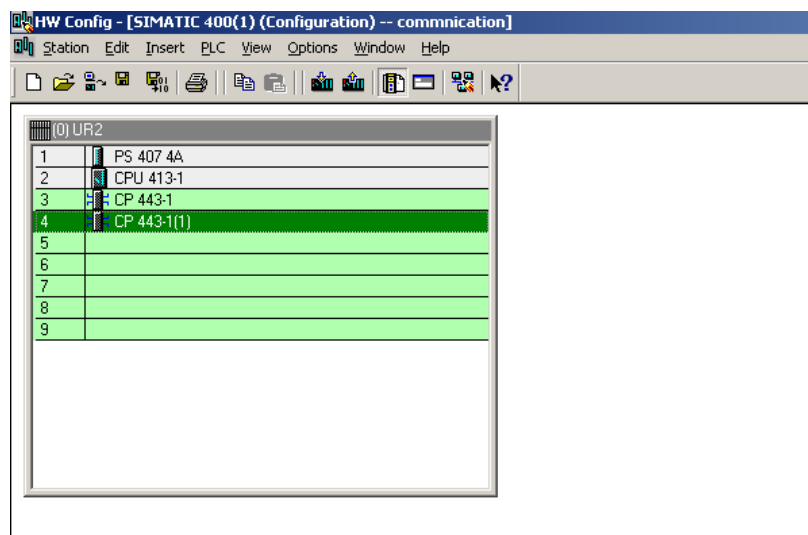 HW Config - [SIMATIC 400(1) (Configuration) -- commnication]
Station Edit Insert PLC View Options Window Help
(0) UR2
1 PS 407 4A
2 CPU 413-1
3 CP 443-1
4 CP 443-1(1)
5
6
7
8
9